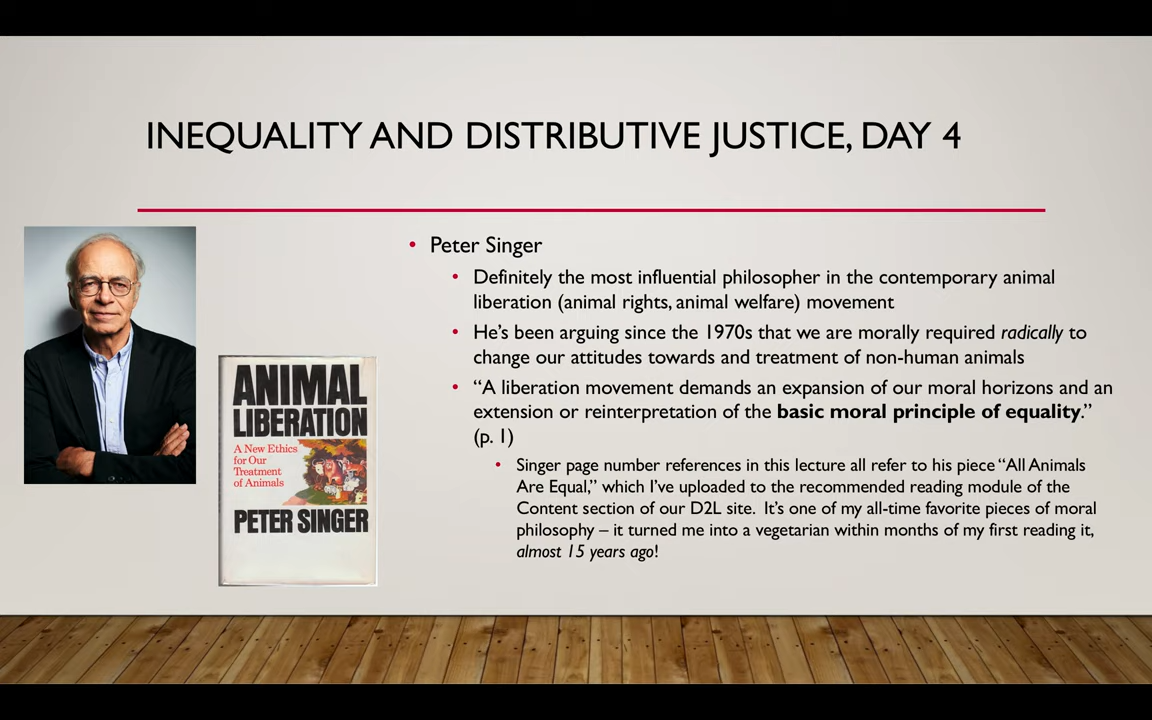 INEQUALITY AND DISTRIBUTIVE JUSTICE, DAY 4
• Peter Singer
• Definitely the most influential philosopher in the contemporary animal
liberation (animal rights, animal welfare) movement
• He's been arguing since the 1970s that we are morally required radically to
change our attitudes towards and treatment of non-human animals
• “A liberation movement demands an expansion of our moral horizons and an
extension or reinterpretation of the basic moral principle of equality.”
(p. 1)
• Singer page number references in this lecture all refer to his piece “All Animals
Are Equal,” which I've uploaded to the recommended reading module of the
Content section of our D2L site.  It's one of my all-time favorite pieces of moral
philosophy – it turned me into a vegetarian within months of my first reading it,
almost 15 years ago!
ANIMAL
LIBERATION
A New Ethics
for Our
Treatment
of Animals
PETER SINGER